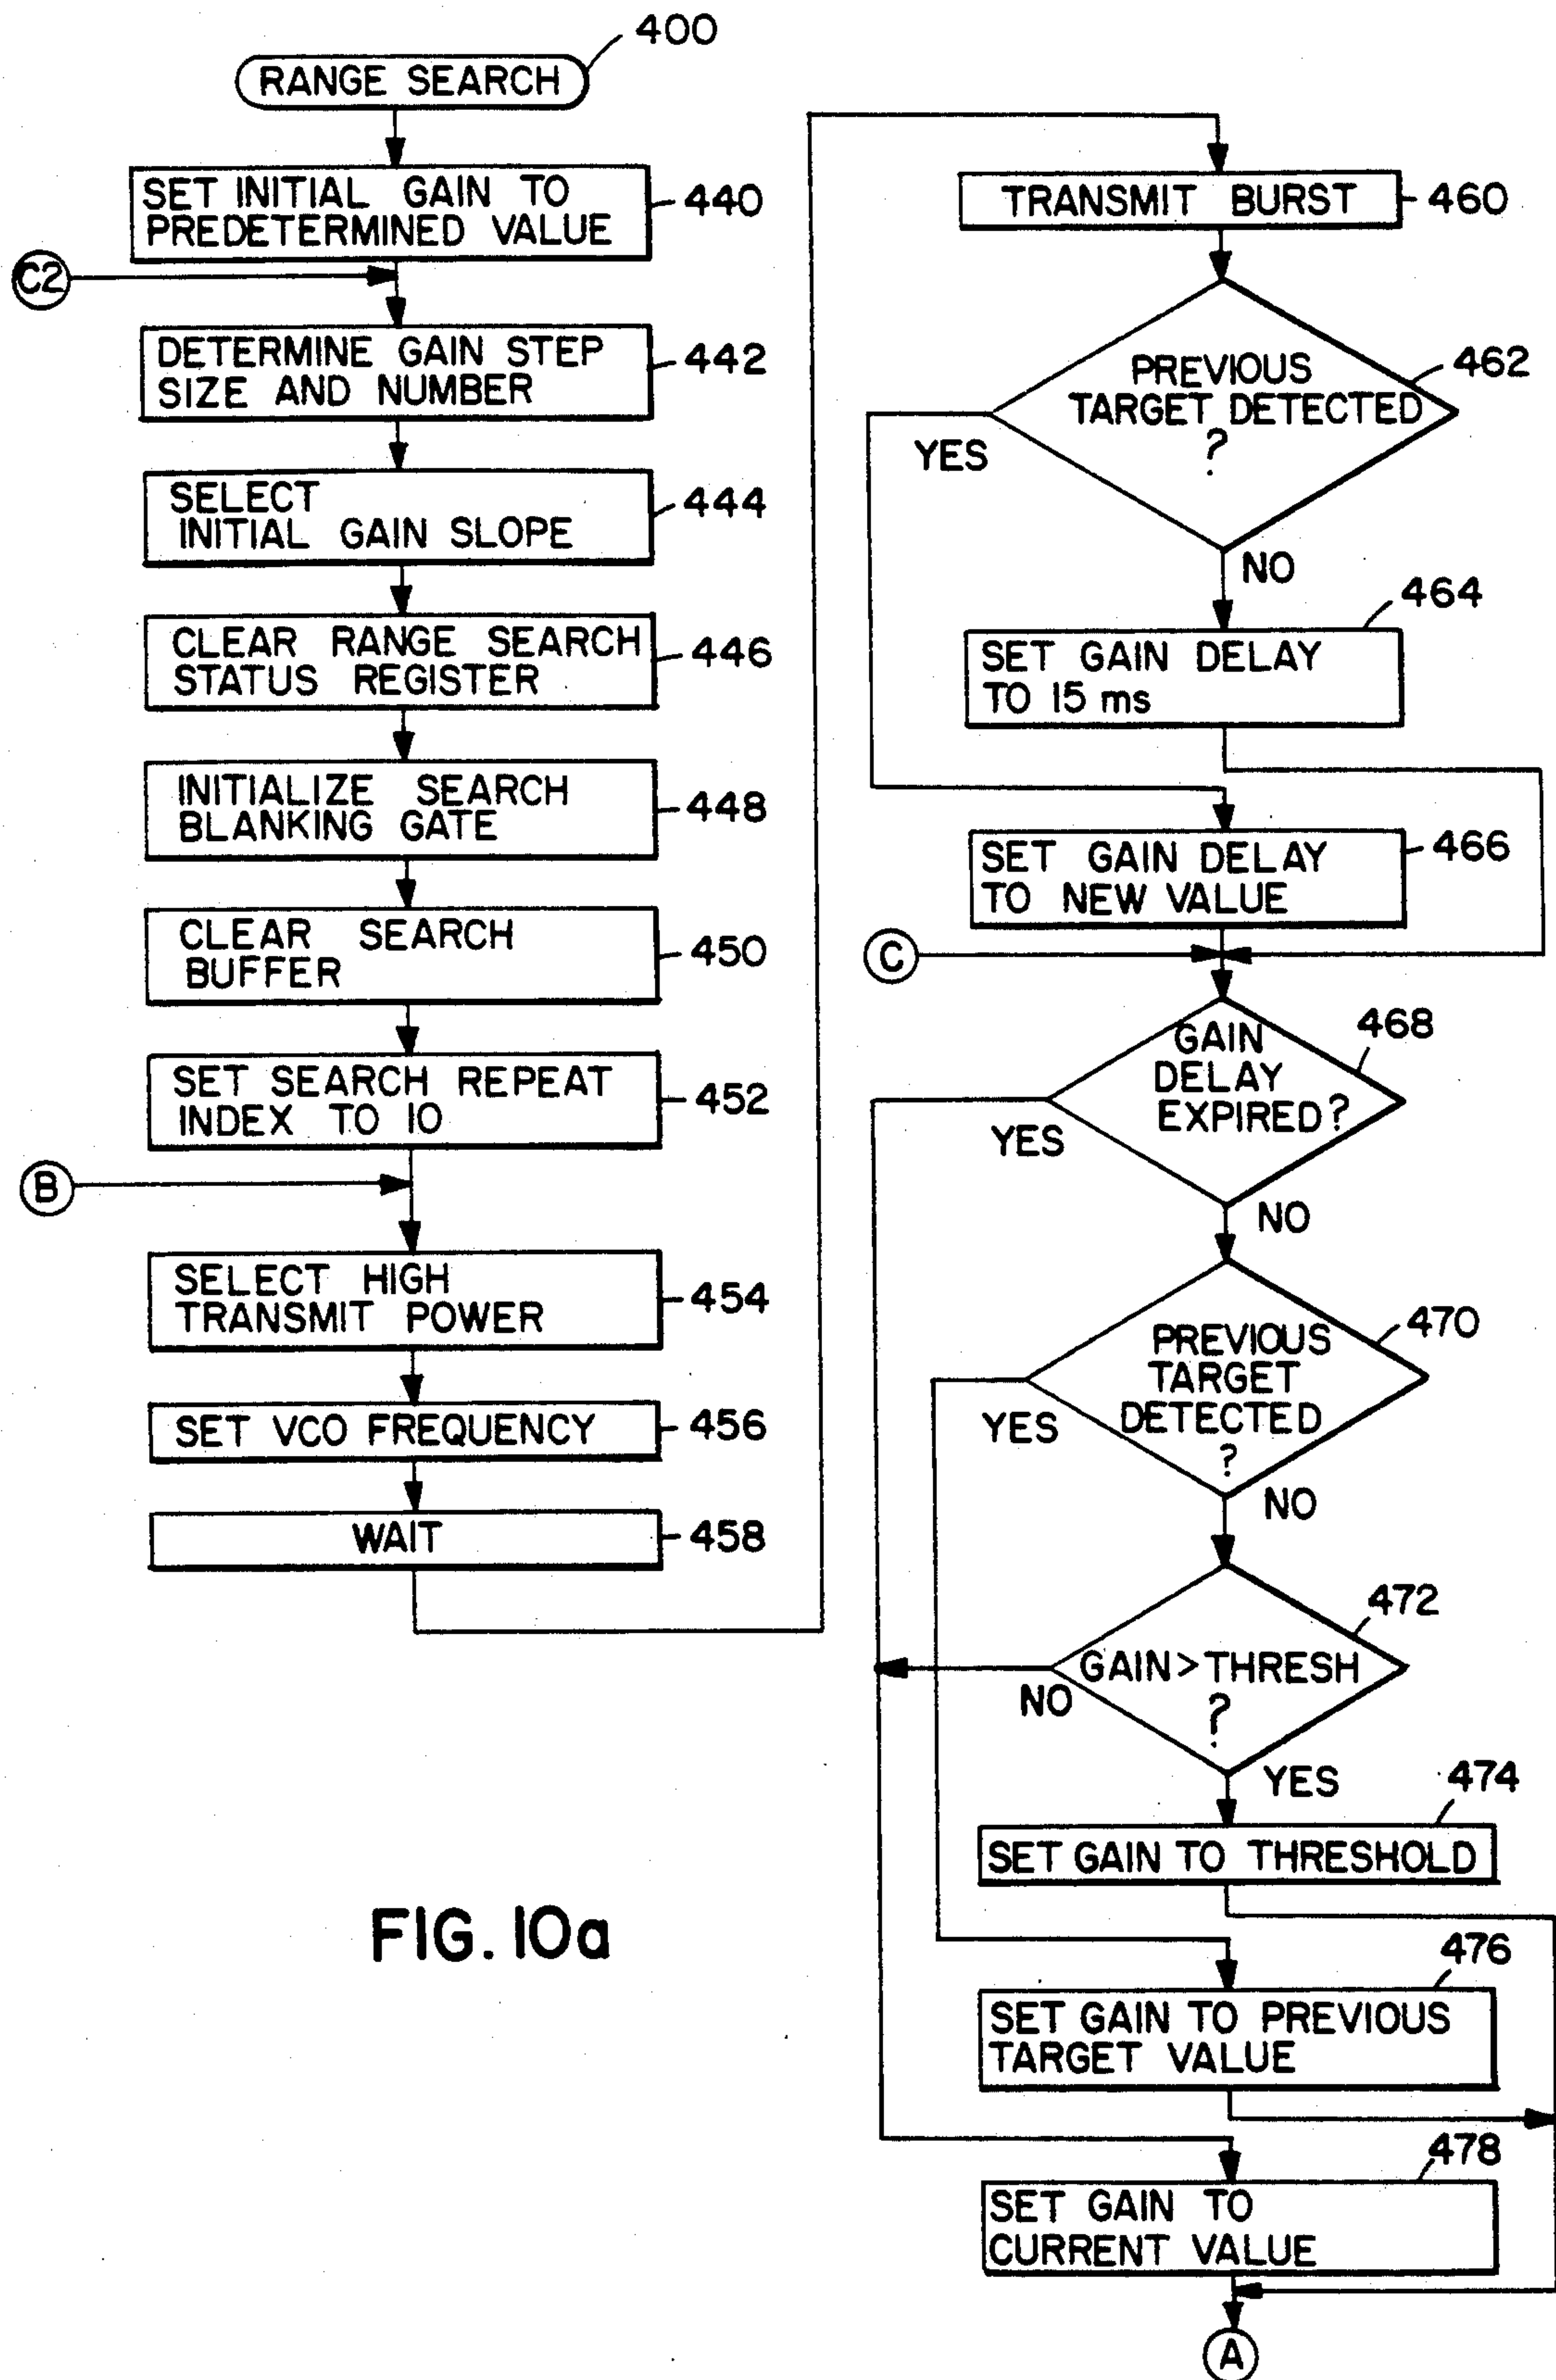 400
RANGE SEARCH
SET INITIAL GAIN TO
PREDETERMINED VALUE
440
C2
DETERMINE GAIN STEP
SIZE AND NUMBER
442
SELECT
INITIAL GAIN SLOPE
444
CLEAR RANGE SEARCH
STATUS REGISTER
446
INITIALIZE SEARCH
BLANKING GATE
448
CLEAR SEARCH
BUFFER
450
SET SEARCH REPEAT
INDEX TO 10
452
B
SELECT HIGH
TRANSMIT POWER
454
SET VCO FREQUENCY
456
WAIT
458
TRANSMIT BURST
460
PREVIOUS
TARGET DETECTED
?
462
YES
NO
464
SET GAIN DELAY
TO 15 ms
SET GAIN DELAY
TO NEW VALUE
466
C
GAIN
DELAY
EXPIRED?
468
YES
NO
PREVIOUS
TARGET
DETECTED
?
470
YES
NO
472
GAIN > THRESH
?
NO
YES
474
SET GAIN TO THRESHOLD
476
SET GAIN TO PREVIOUS
TARGET VALUE
478
SET GAIN TO
CURRENT VALUE
A
FIG. 10a